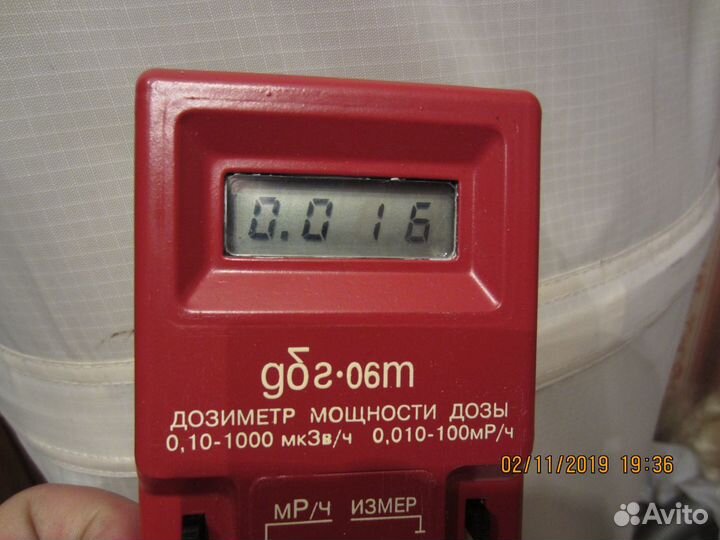 0.016
дбг·06т
ДОЗИМЕТР МОЩНОСТИ ДОЗЫ
0,10-1000 мкЗв/ч 0,010-100мР/ч
мР/ч ИЗМЕР
02/11/2019 19:36
Avito